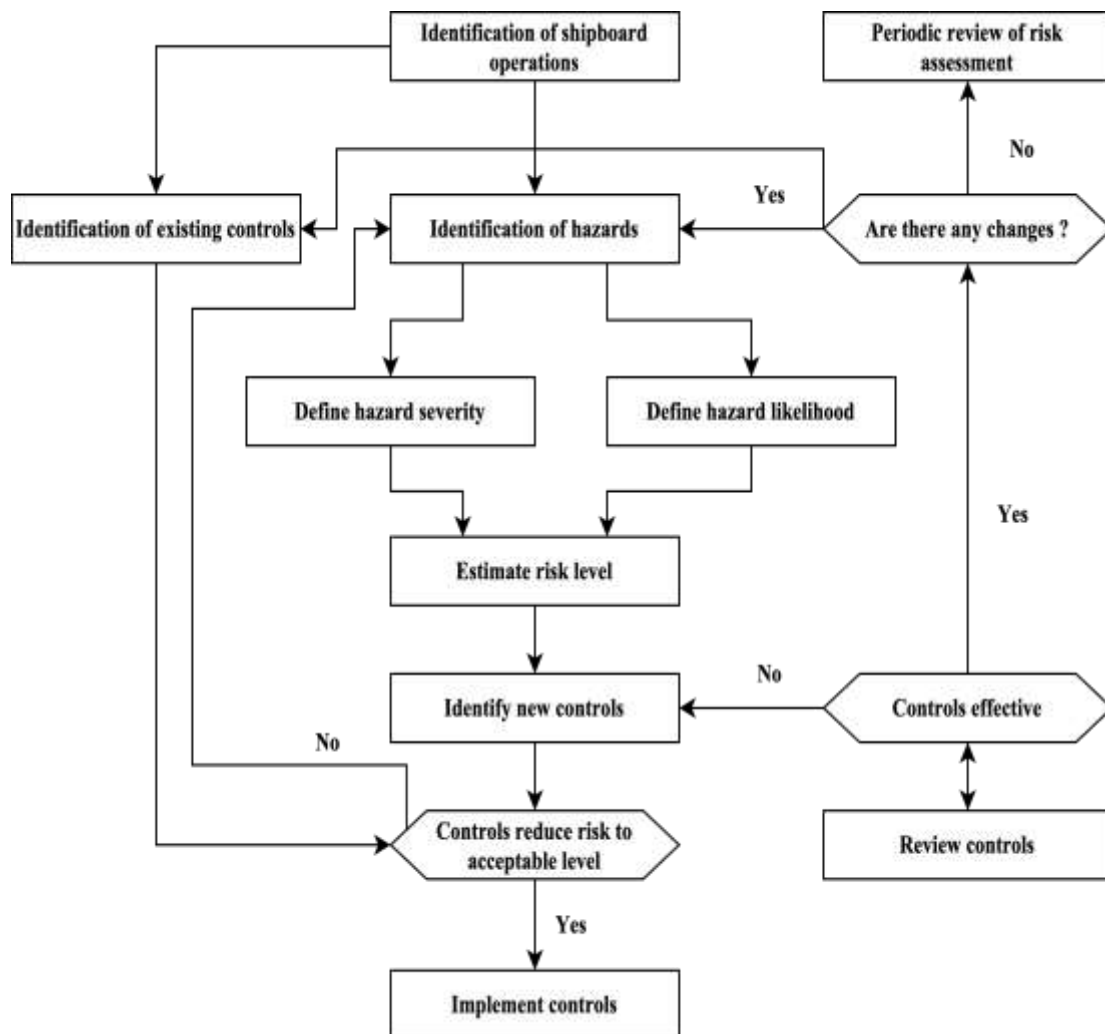 Identification of shipboard
operations
Periodic review of risk
assessment
No
Yes
Identification of existing controls
Identification of hazards
Are there any changes ?
Define hazard severity
Define hazard likelihood
Yes
Estimate risk level
No
Identify new controls
Controls effective
No
Controls reduce risk to
acceptable level
Review controls
Yes
Implement controls